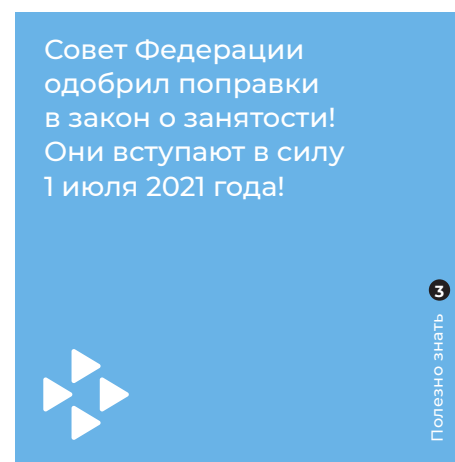 Совет Федерации
одобрил поправки
в закон о занятости!
Они вступают в силу
1 июля 2021 года!
Полезно знать 3